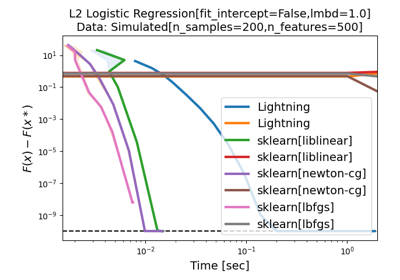 L2 Logistic Regression[fit_intercept=False,lmbd=1.0]
Data: Simulated[n_samples=200,n_features=500]
F(x) − F(x*)
10¹
10⁻¹
10⁻³
10⁻⁵
10⁻⁷
10⁻⁹
Lightning
Lightning
sklearn[liblinear]
sklearn[liblinear]
sklearn[newton-cg]
sklearn[newton-cg]
sklearn[lbfgs]
sklearn[lbfgs]
10⁻²
10⁻¹
10⁰
Time [sec]